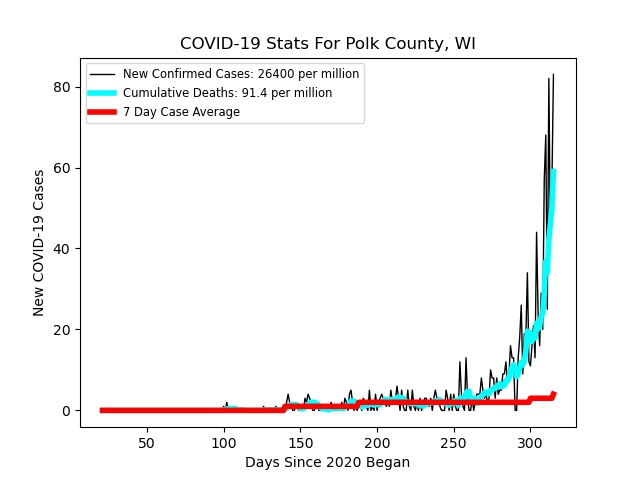 COVID-19 Stats For Polk County, WI
New Confirmed Cases: 26400 per million
Cumulative Deaths: 91.4 per million
7 Day Case Average
New COVID-19 Cases
80
60
40
20
0
50 100 150 200 250 300
Days Since 2020 Began